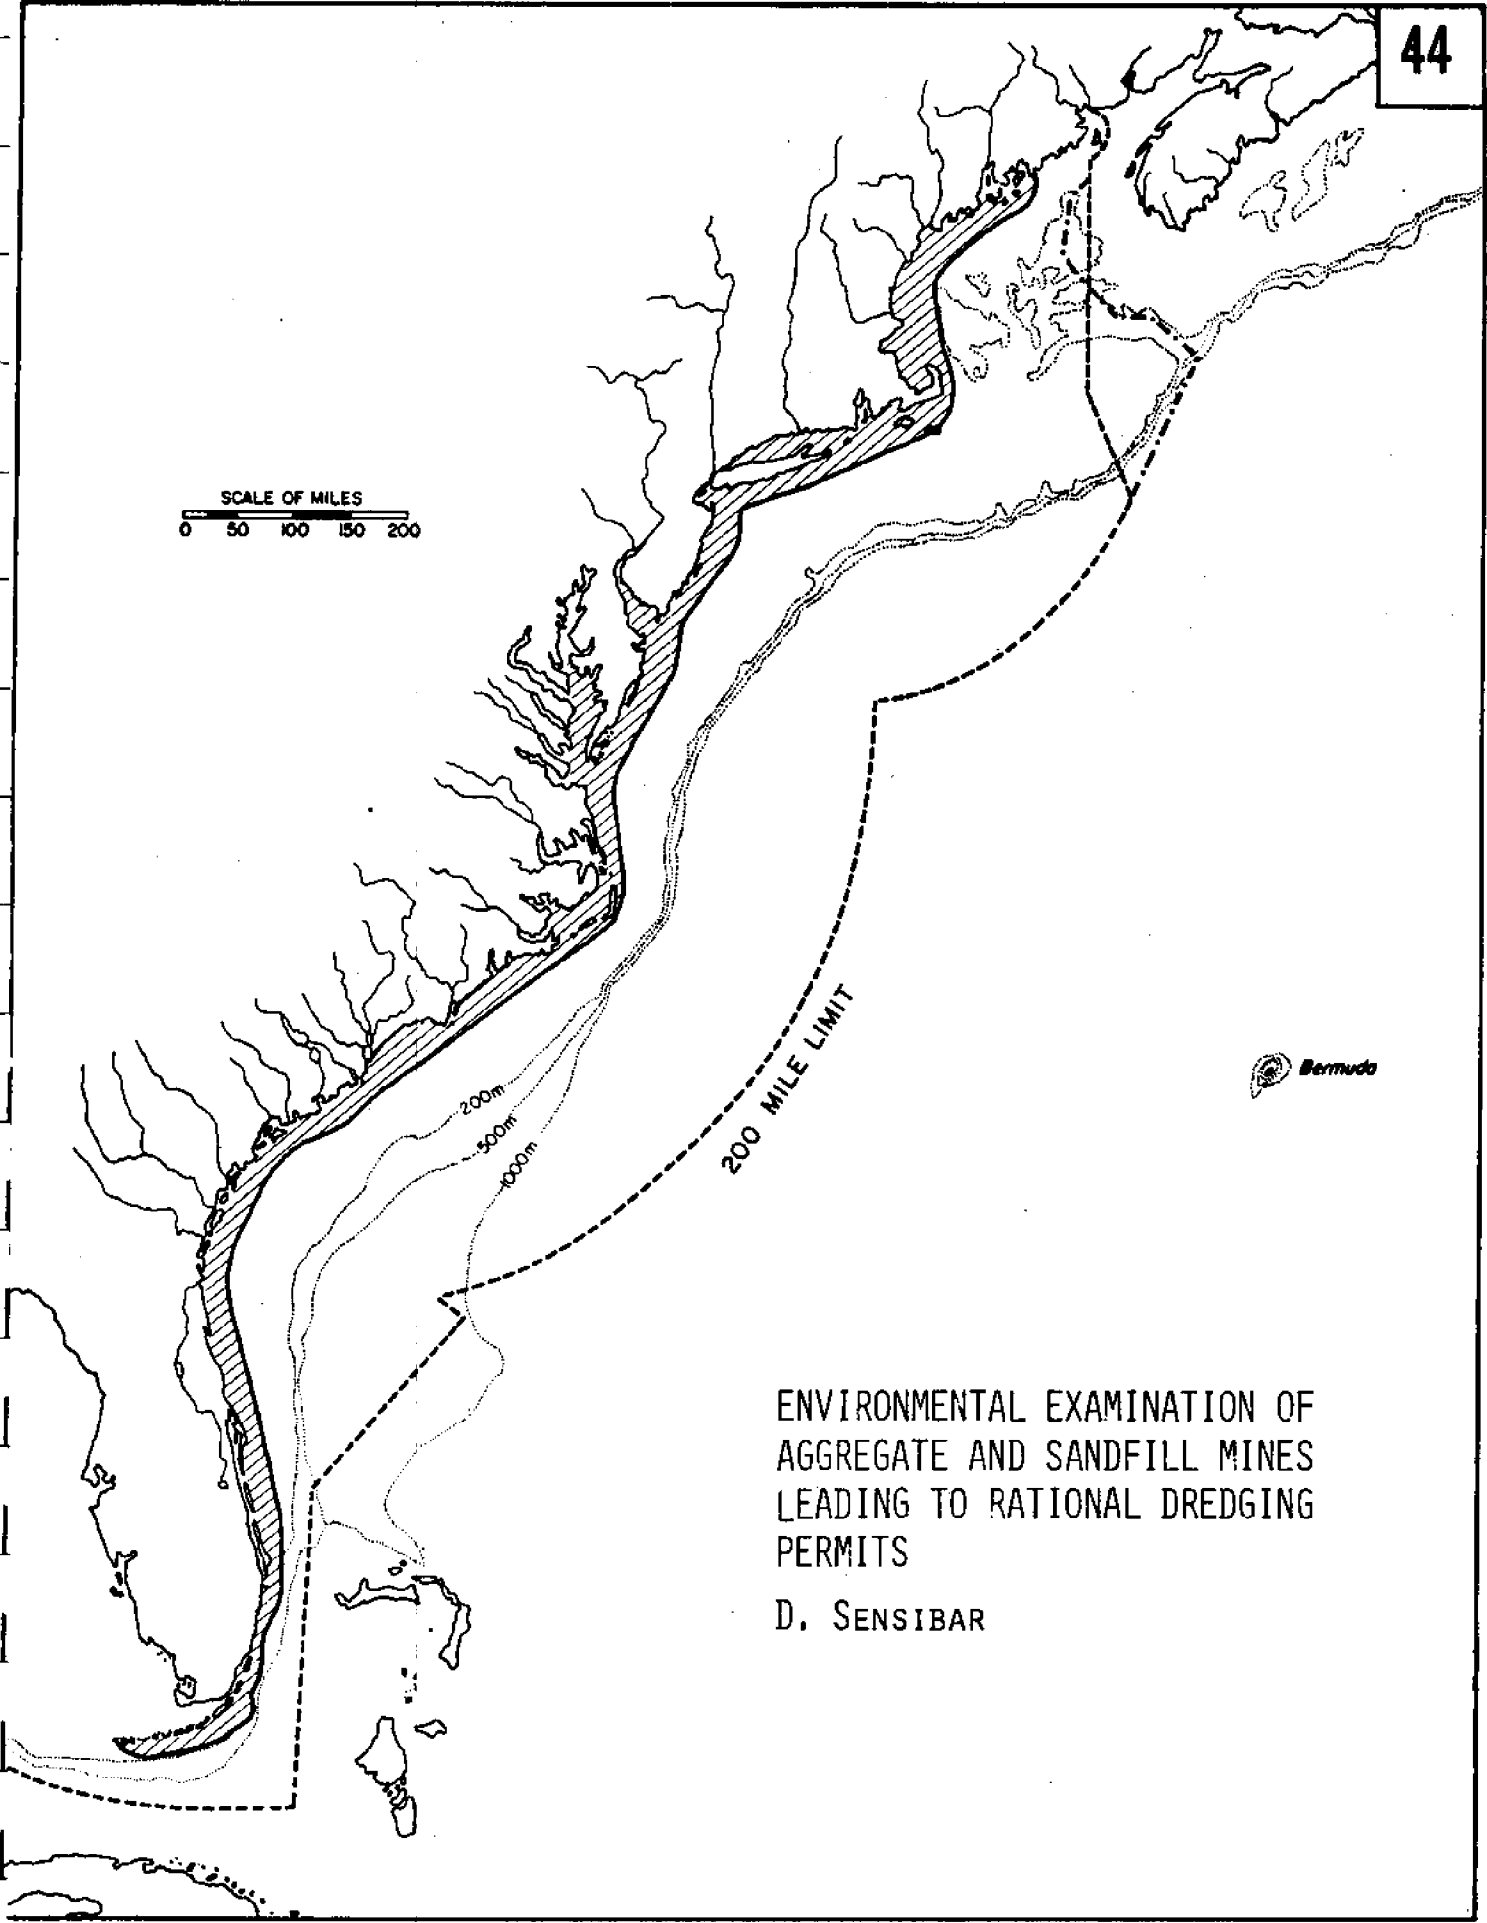 44
SCALE OF MILES
0 50 100 150 200
200 MILE LIMIT
Bermuda
200m
500m
1000m
ENVIRONMENTAL EXAMINATION OF
AGGREGATE AND SANDFILL MINES
LEADING TO RATIONAL DREDGING
PERMITS
D. SENSIBAR